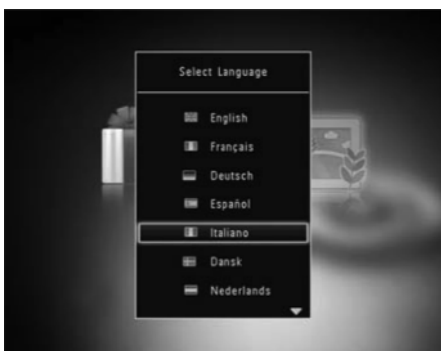 Select Language
English
Français
Deutsch
Español
Italiano
Dansk
Nederlands